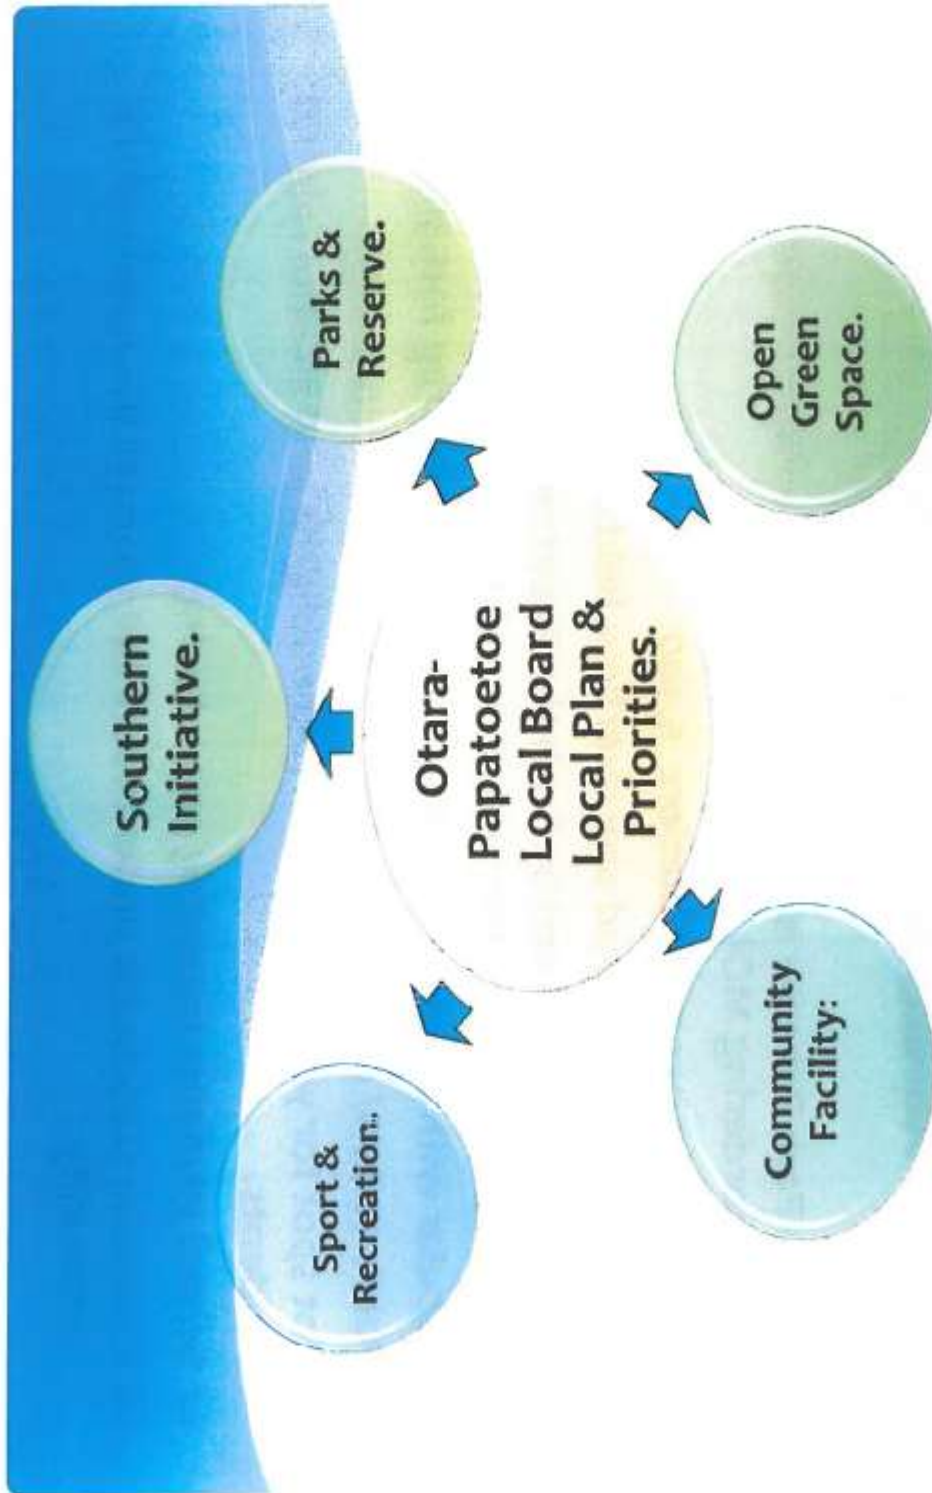 Southern
Initiative.
Sport &
Recreation..
Parks &
Reserve.
Otara-
Papatoetoe
Local Board
Local Plan &
Priorities.
Community
Facility:
Open
Green
Space.